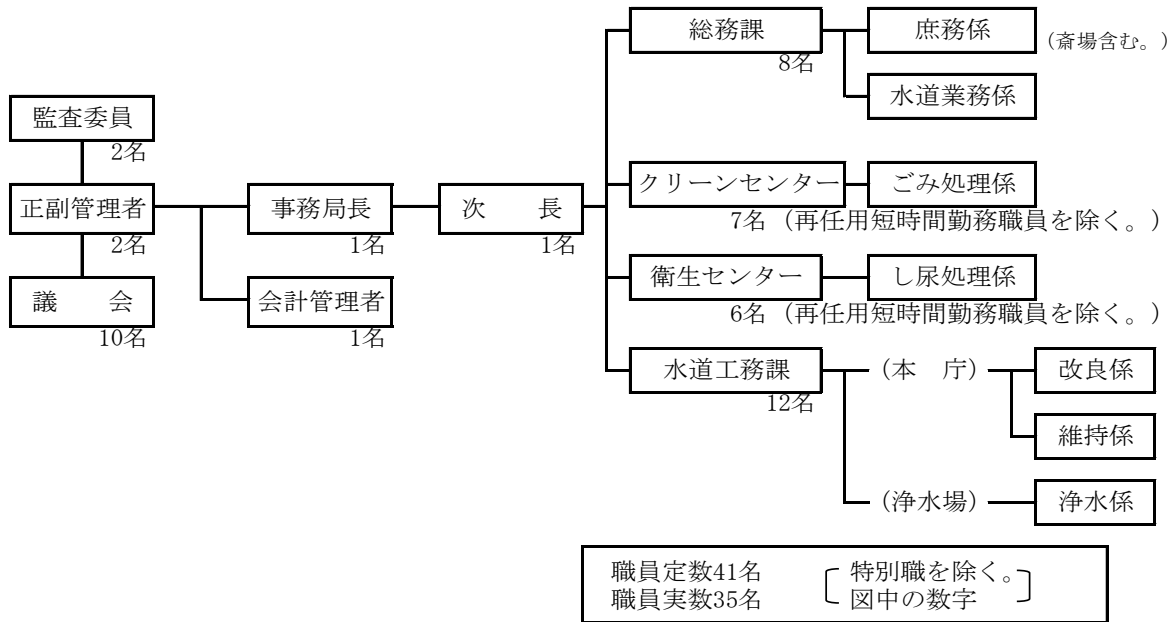 総務課
8名
庶務係
(斎場含む。)
水道業務係
監査委員
2名
正副管理者
2名
議　　会
10名
事務局長
1名
会計管理者
1名
次　　長
1名
クリーンセンター
ごみ処理係
7名 (再任用短時間勤務職員を除く。)
衛生センター
し尿処理係
6名 (再任用短時間勤務職員を除く。)
水道工務課
12名
(本　庁)
改良係
維持係
(浄水場)
浄水係
職員定数41名　特別職を除く。
職員実数35名　図中の数字